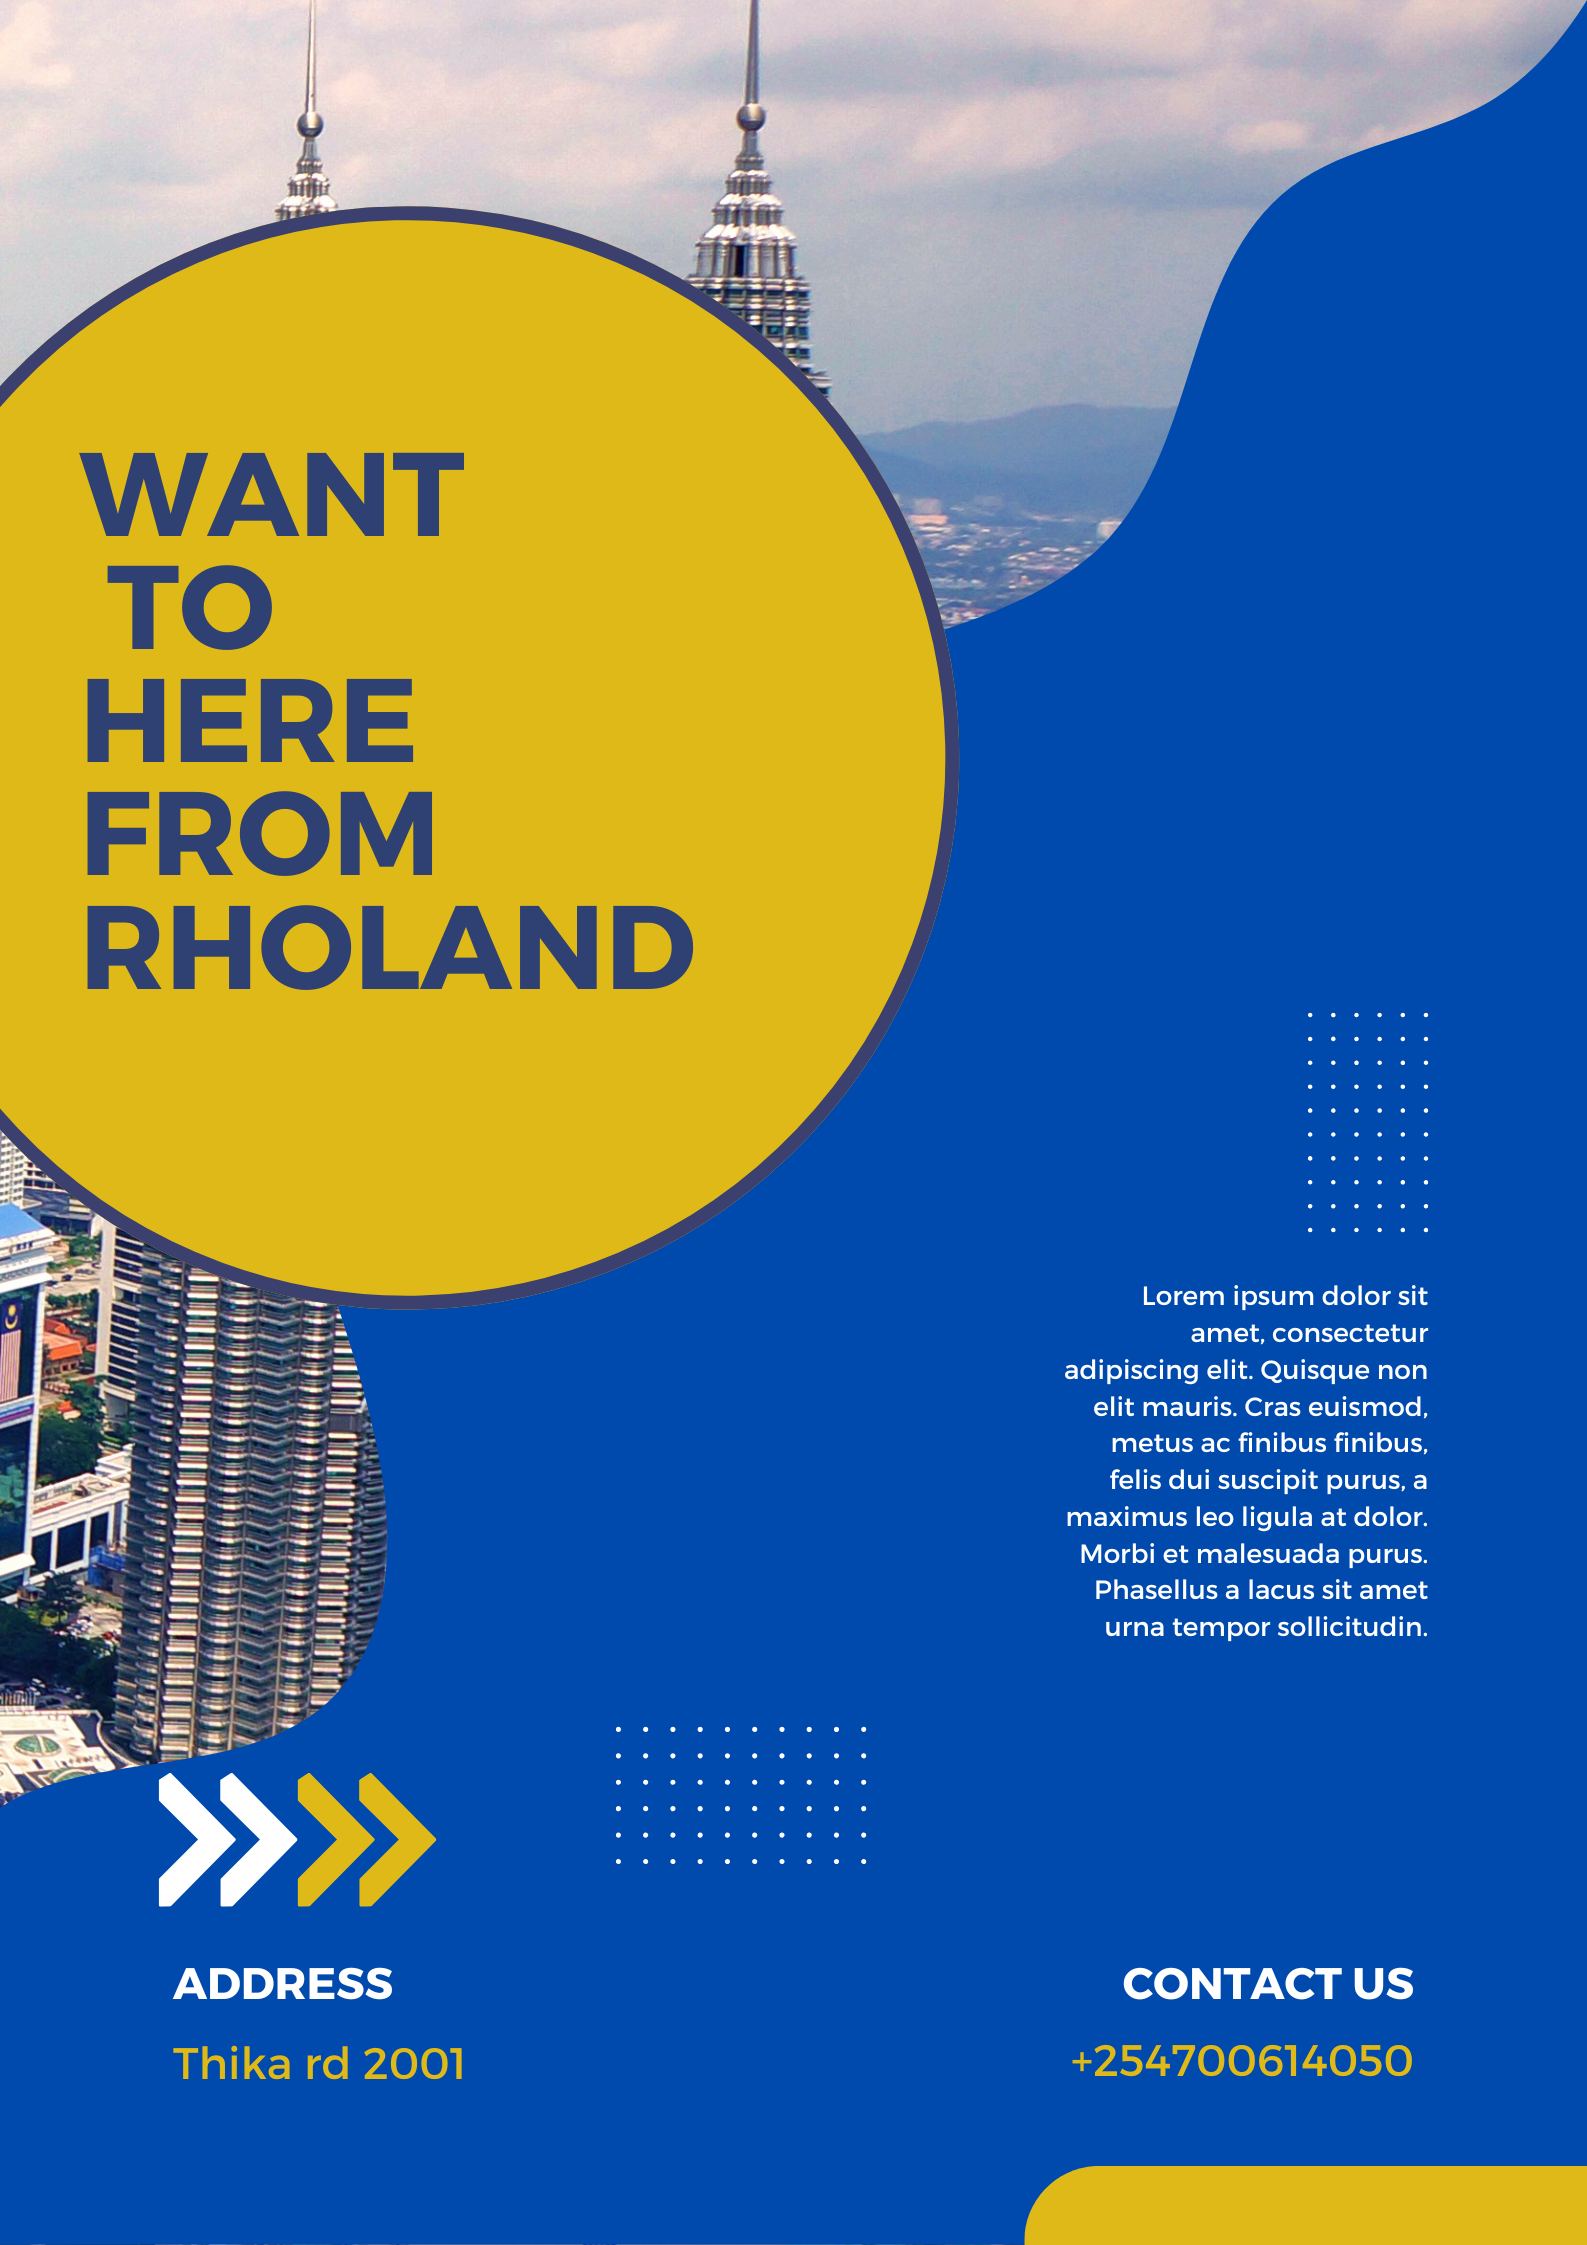 WANT
TO
HERE
FROM
RHOLAND
Lorem ipsum dolor sit
amet, consectetur
adipiscing elit. Quisque non
elit mauris. Cras euismod,
metus ac finibus finibus,
felis dui suscipit purus, a
maximus leo ligula at dolor.
Morbi et malesuada purus.
Phasellus a lacus sit amet
urna tempor sollicitudin.
ADDRESS
Thika rd 2001
CONTACT US
+254700614050